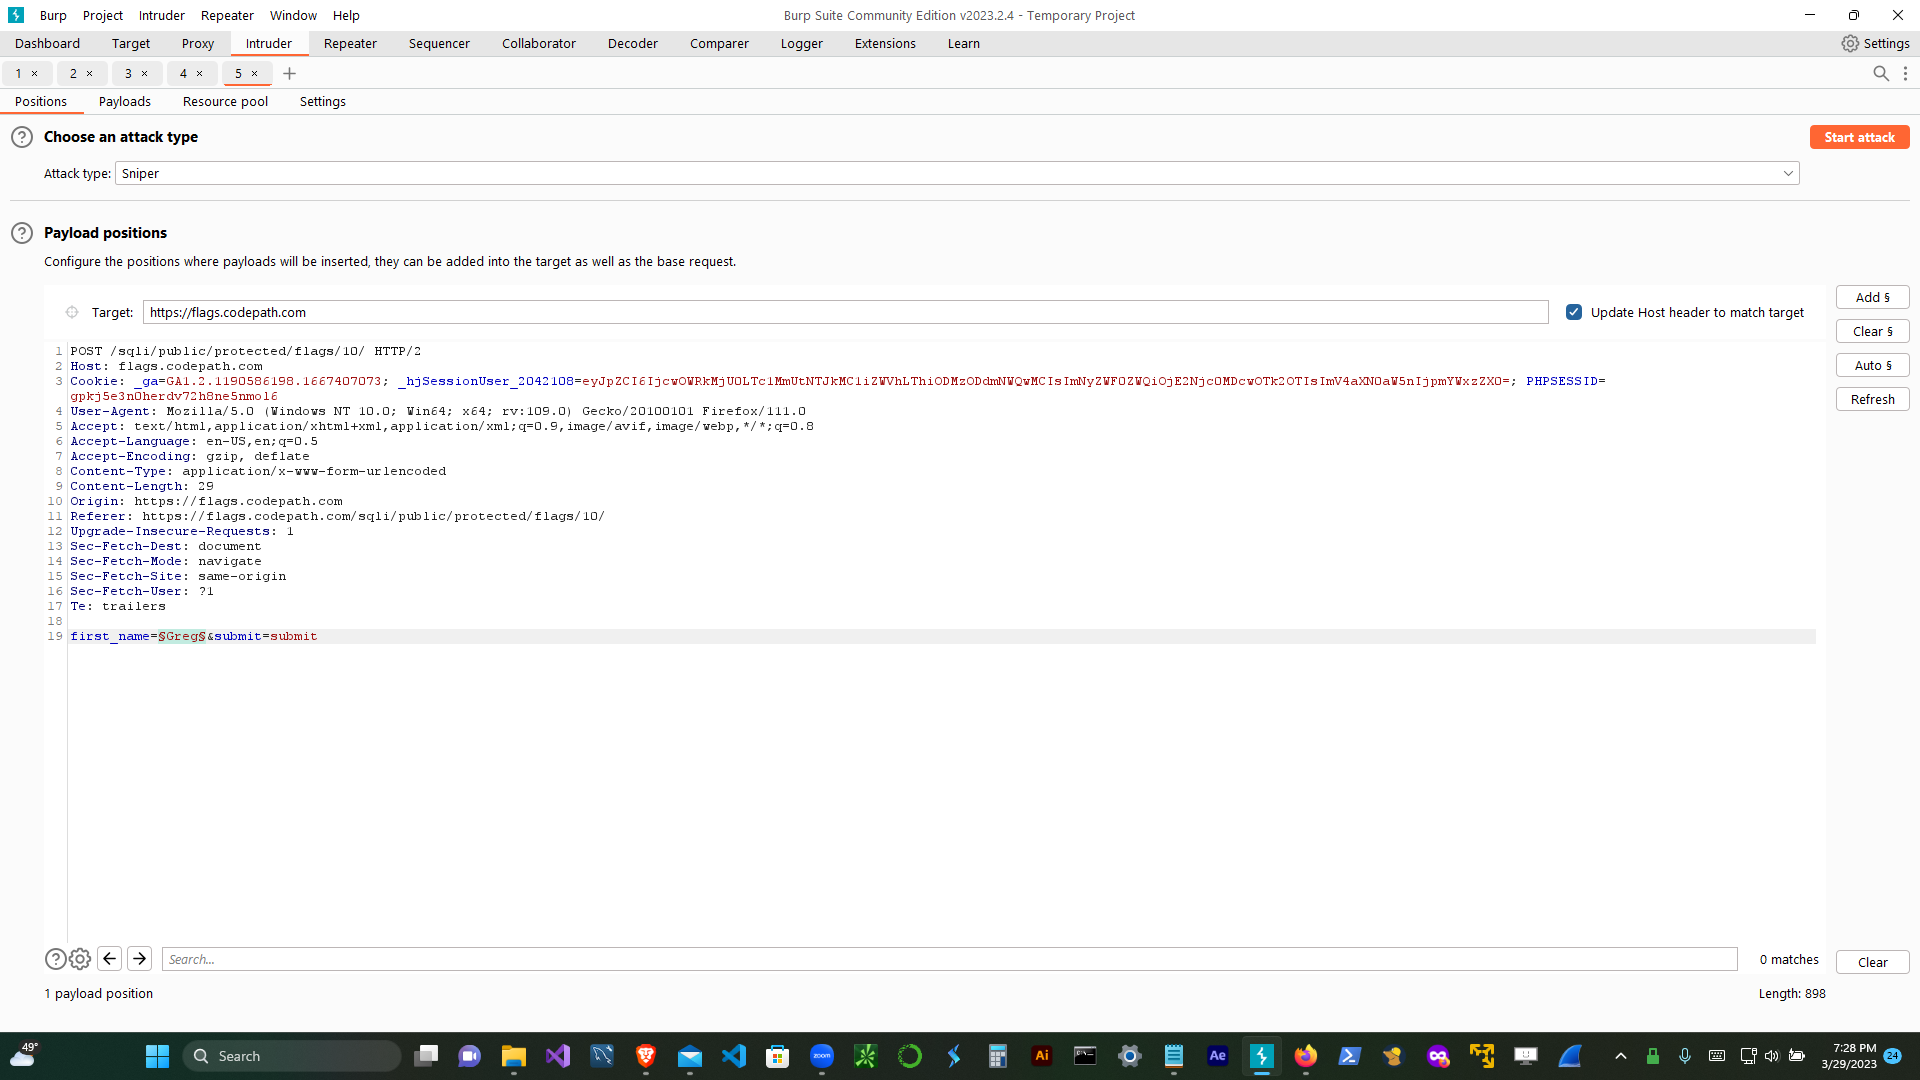 Burp Project Intruder Repeater Window Help
Burp Suite Community Edition v2023.2.4 - Temporary Project
Dashboard Target Proxy Intruder Repeater Sequencer Collaborator Decoder Comparer Logger Extensions Learn
Settings
1 × 2 × 3 × 4 × 5 × +
Positions Payloads Resource pool Settings
? Choose an attack type
Start attack
Attack type: Sniper
? Payload positions
Configure the positions where payloads will be inserted, they can be added into the target as well as the base request.
Target: https://flags.codepath.com
Update Host header to match target
Add §
Clear §
Auto §
Refresh
1 POST /sqli/public/protected/flags/10/ HTTP/2
2 Host: flags.codepath.com
3 Cookie: _ga=GA1.2.1190586198.1667407073; _hjSessionUser_2042108=eyJpZCI6IjcwOWRkMjU0LTc1MmUtNTJkMC1iZWVhLThiODMzODdmNWQwMCIsImNyZWF0ZWQiOjE2Njc0MDcwOTk2OTIsImV4aXN0aW5nIjpmYWxzZX0=; PHPSESSID=
gpkj5e3n0herdv72h8ne5nmol6
4 User-Agent: Mozilla/5.0 (Windows NT 10.0; Win64; x64; rv:109.0) Gecko/20100101 Firefox/111.0
5 Accept: text/html,application/xhtml+xml,application/xml;q=0.9,image/avif,image/webp,*/*;q=0.8
6 Accept-Language: en-US,en;q=0.5
7 Accept-Encoding: gzip, deflate
8 Content-Type: application/x-www-form-urlencoded
9 Content-Length: 29
10 Origin: https://flags.codepath.com
11 Referer: https://flags.codepath.com/sqli/public/protected/flags/10/
12 Upgrade-Insecure-Requests: 1
13 Sec-Fetch-Dest: document
14 Sec-Fetch-Mode: navigate
15 Sec-Fetch-Site: same-origin
16 Sec-Fetch-User: ?1
17 Te: trailers
18
19 first_name=§Greg§&submit=submit
? Search... 0 matches
Clear
1 payload position
Length: 898
49°
Search
zoom
Ai
Ae
7:28 PM
3/29/2023
24